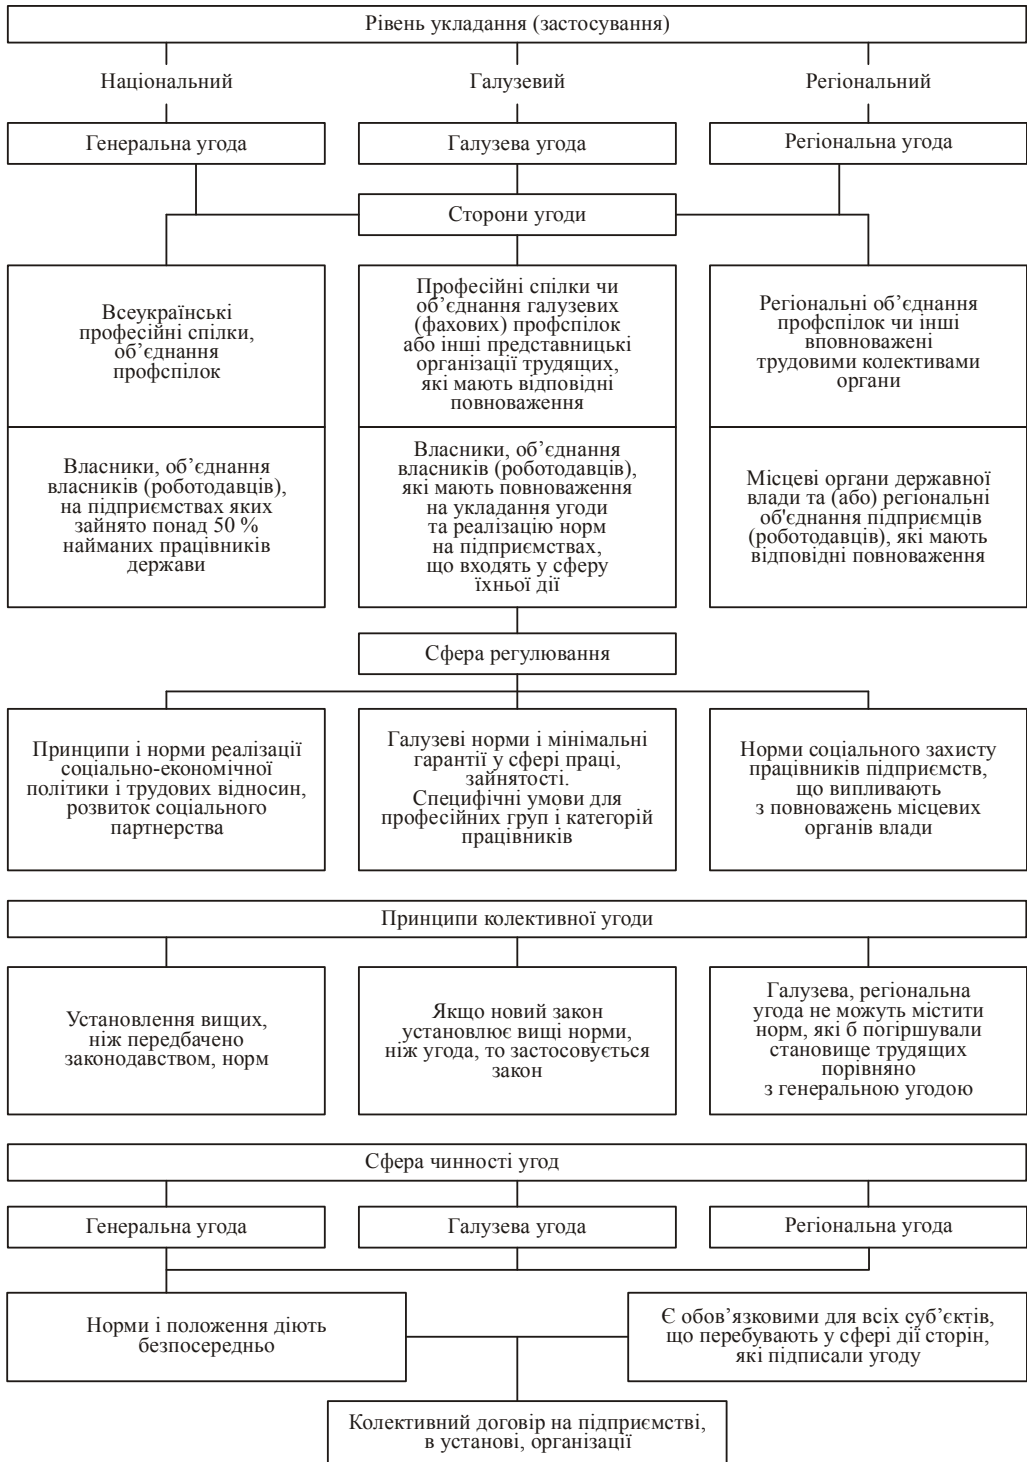 Рівень укладання (застосування)
Національний
Галузевий
Регіональний
Генеральна угода
Галузева угода
Регіональна угода
Сторони угоди
Всеукраїнські
професійні спілки,
об’єднання
профспілок
Професійні спілки чи
об’єднання галузевих
(фахових) профспілок
або інші представницькі
організації трудящих,
які мають відповідні
повноваження
Регіональні об’єднання
профспілок чи інші
вповноважені
трудовими колективами
органи
Власники, об’єднання
власників (роботодавців),
на підприємствах яких
зайнято понад 50 %
найманих працівників
держави
Власники, об’єднання
власників (роботодавців),
які мають повноваження
на укладання угоди
та реалізацію норм
на підприємствах,
що входять у сферу
їхньої дії
Місцеві органи державної
влади та (або) регіональні
об'єднання підприємців
(роботодавців), які мають
відповідні повноваження
Сфера регулювання
Принципи і норми реалізації
соціально-економічної
політики і трудових відносин,
розвиток соціального
партнерства
Галузеві норми і мінімальні
гарантії у сфері праці,
зайнятості.
Специфічні умови для
професійних груп і категорій
працівників
Норми соціального захисту
працівників підприємств,
що випливають
з повноважень місцевих
органів влади
Принципи колективної угоди
Установлення вищих,
ніж передбачено
законодавством, норм
Якщо новий закон
установлює вищі норми,
ніж угода, то застосовується
закон
Галузева, регіональна
угода не можуть містити
норм, які б погіршували
становище трудящих
порівняно
з генеральною угодою
Сфера чинності угод
Генеральна угода
Галузева угода
Регіональна угода
Норми і положення діють
безпосередньо
Є обов’язковими для всіх суб’єктів,
що перебувають у сфері дії сторін,
які підписали угоду
Колективний договір на підприємстві,
в установі, організації